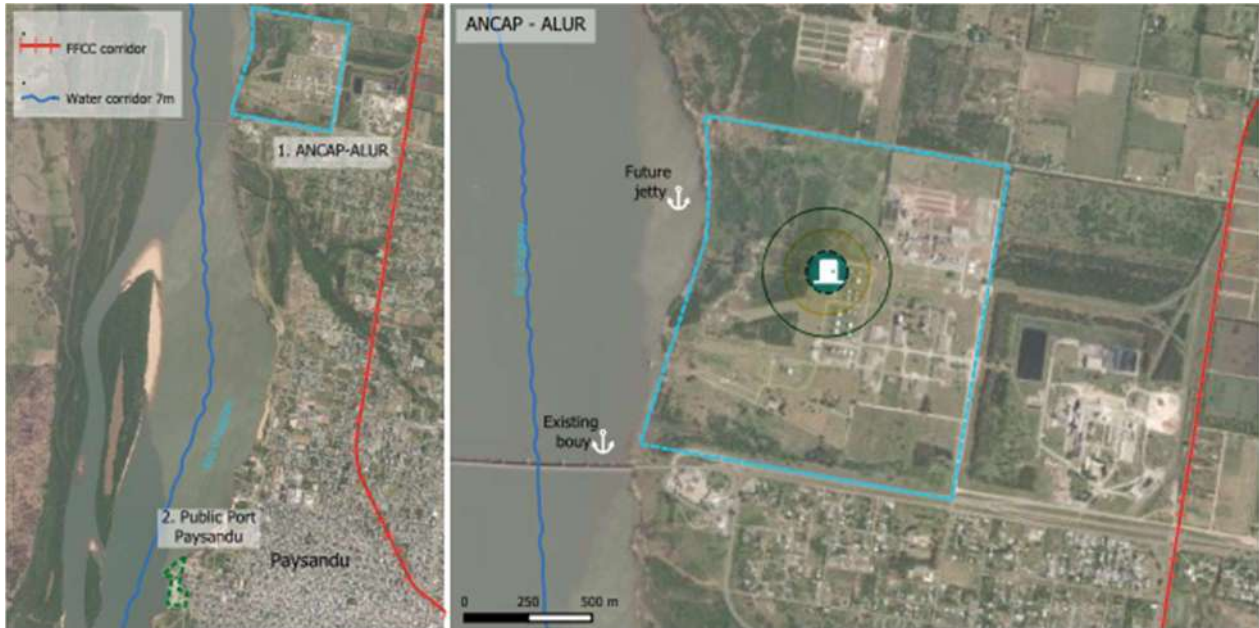 FFCC corridor
Water corridor 7m
1. ANCAP-ALUR
2. Public Port
Paysandu
Paysandu
ANCAP - ALUR
Future
jetty
Existing
bouy
0 250 500 m